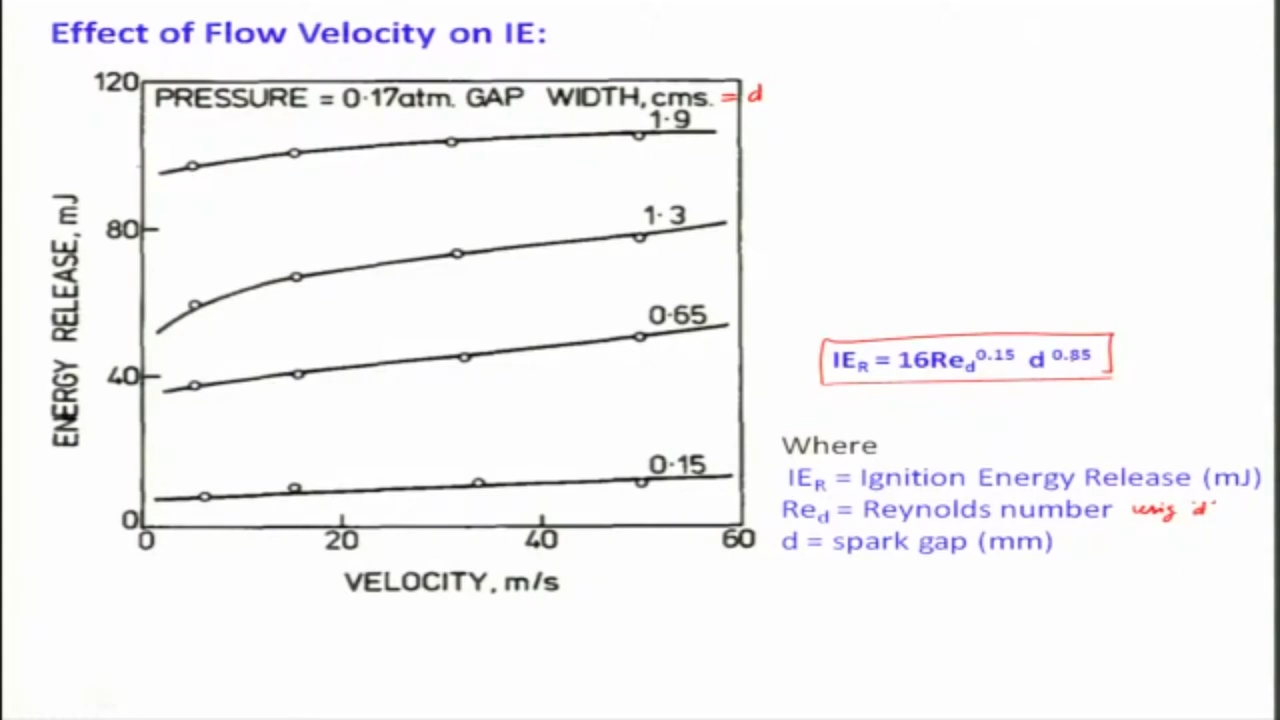 Effect of Flow Velocity on IE:
120
PRESSURE = 0·17atm. GAP WIDTH, cms. = d
1·9
80
1·3
ENERGY RELEASE, mJ
0·65
40
0·15
0
0 20 40 60
VELOCITY, m/s
IE_R = 16Re_d^0.15 d^0.85
Where
IE_R = Ignition Energy Release (mJ)
Re_d = Reynolds number using 'd'
d = spark gap (mm)